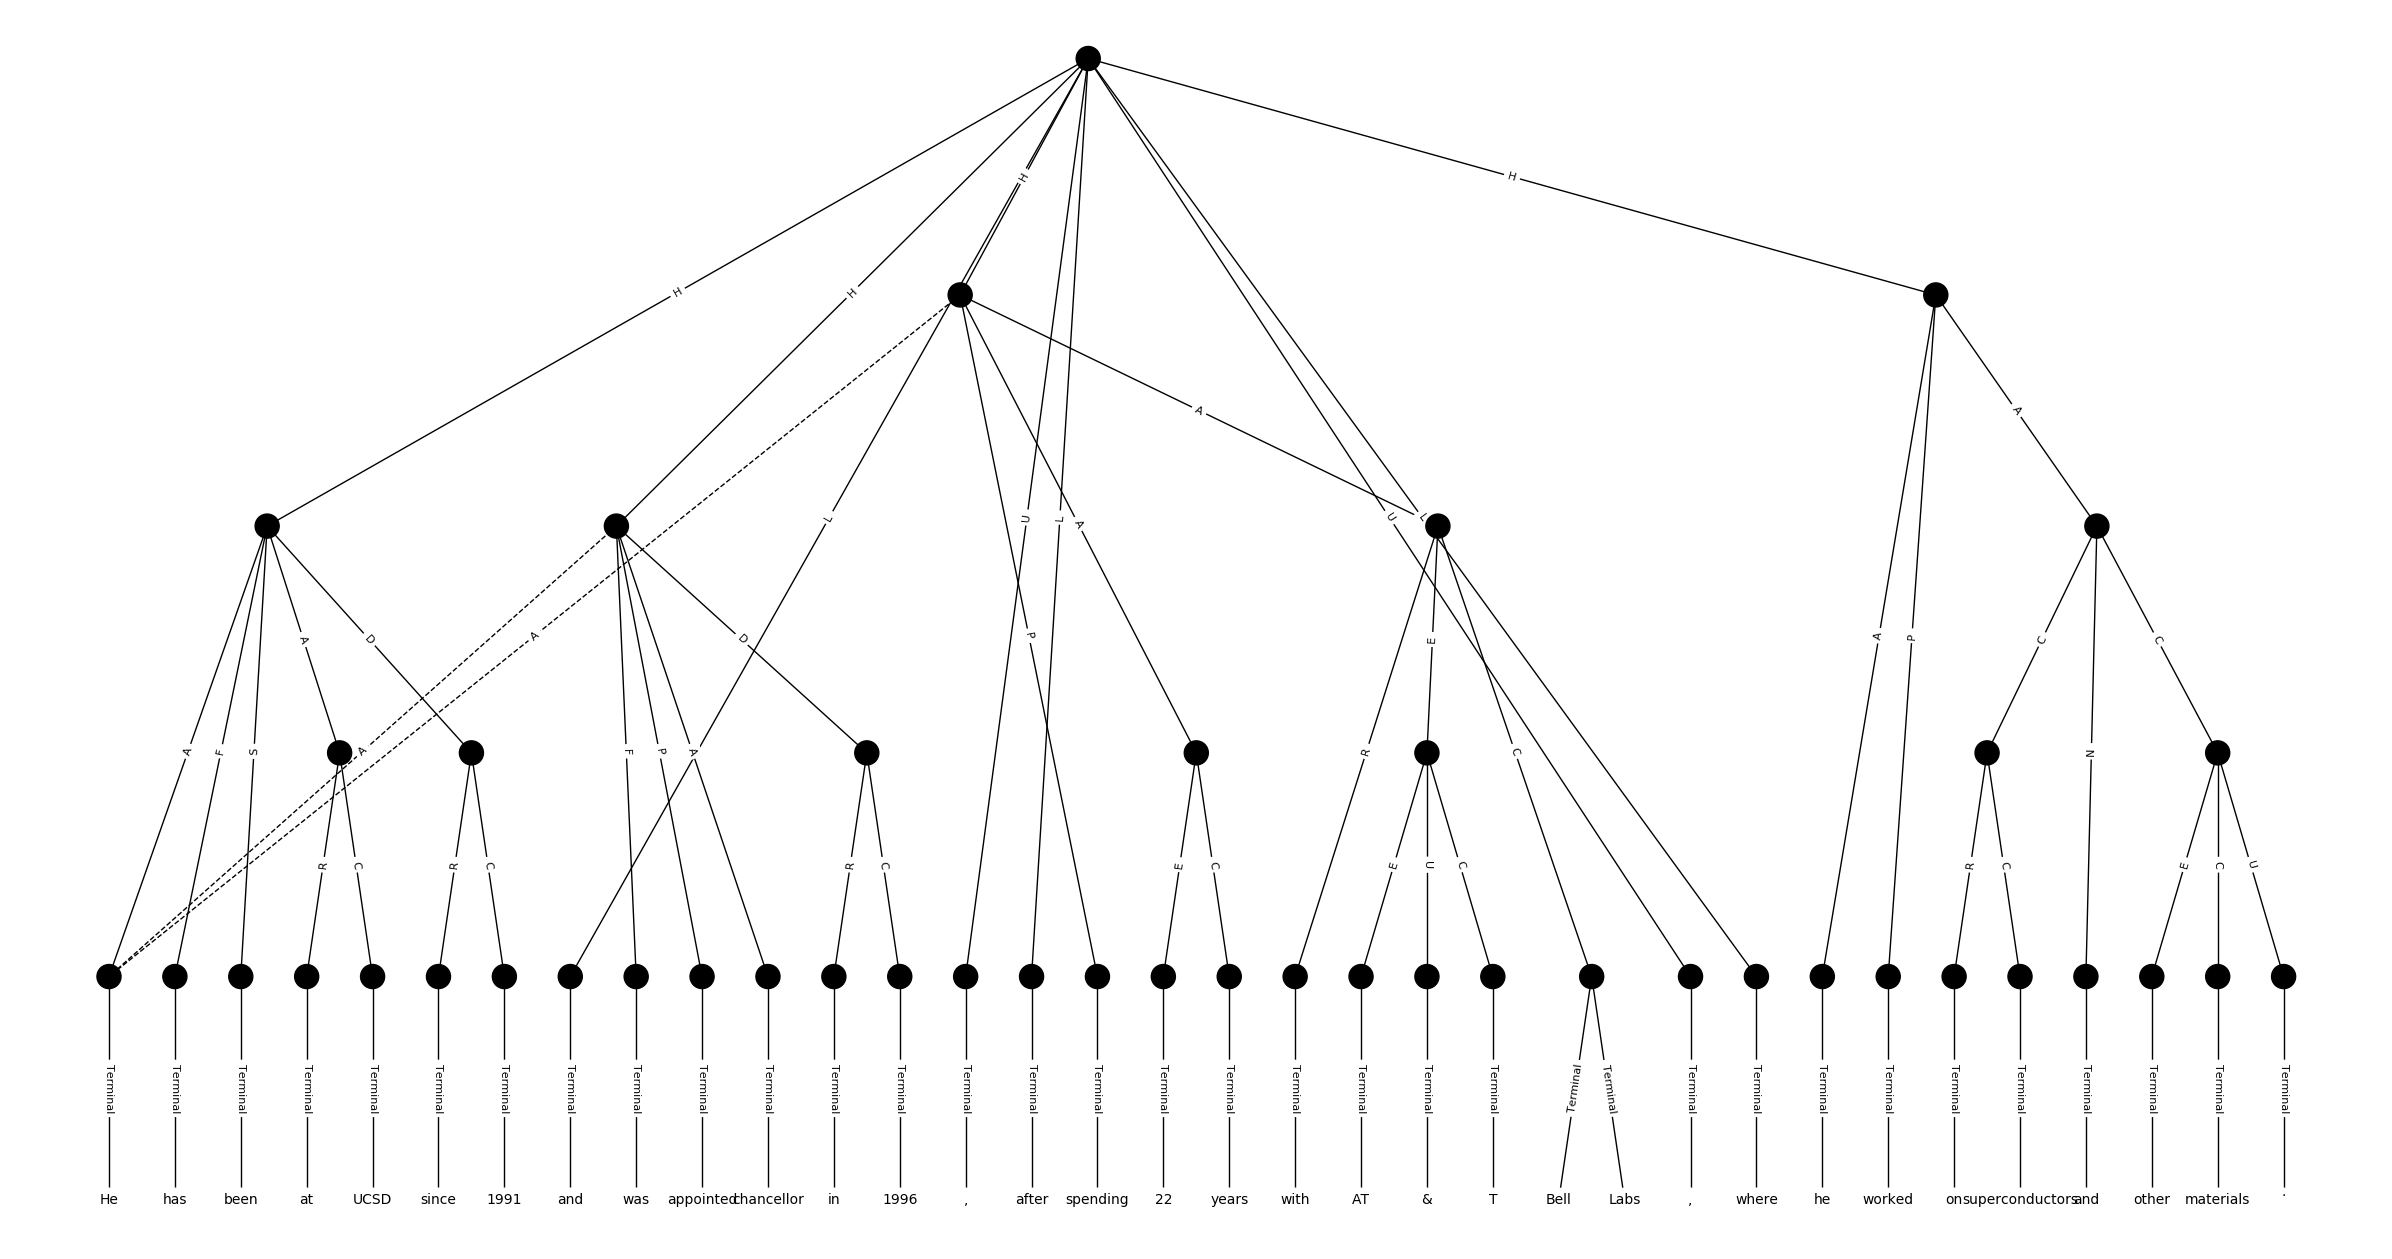 H
H
H
H
A
A
L
U
L
A
U
L
A
D
A
P
D
E
A
P
C
C
A
F
S
A
F
P
A
R
C
N
R
C
R
C
R
C
E
C
E
U
C
R
C
E
C
U
Terminal Terminal Terminal Terminal Terminal Terminal Terminal Terminal Terminal Terminal Terminal Terminal Terminal Terminal Terminal Terminal Terminal Terminal Terminal Terminal Terminal Terminal Terminal Terminal Terminal Terminal Terminal Terminal Terminal Terminal Terminal Terminal Terminal Terminal
He has been at UCSD since 1991 and was appointed chancellor in 1996 , after spending 22 years with AT & T Bell Labs , where he worked on superconductors and other materials .